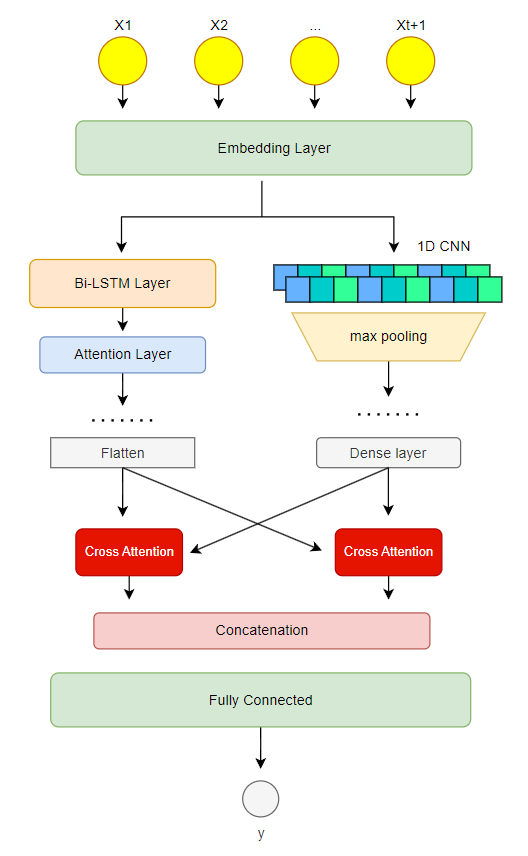 X1 X2 ... Xt+1
Embedding Layer
1D CNN
Bi-LSTM Layer
max pooling
Attention Layer
.......
.......
Flatten
Dense layer
Cross Attention
Cross Attention
Concatenation
Fully Connected
y